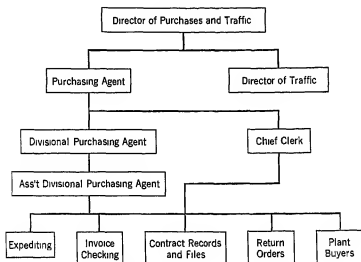 Director of Purchases and Traffic
Purchasing Agent
Director of Traffic
Divisional Purchasing Agent
Chief Clerk
Ass't Divisional Purchasing Agent
Expediting
Invoice
Checking
Contract Records
and Files
Return
Orders
Plant
Buyers